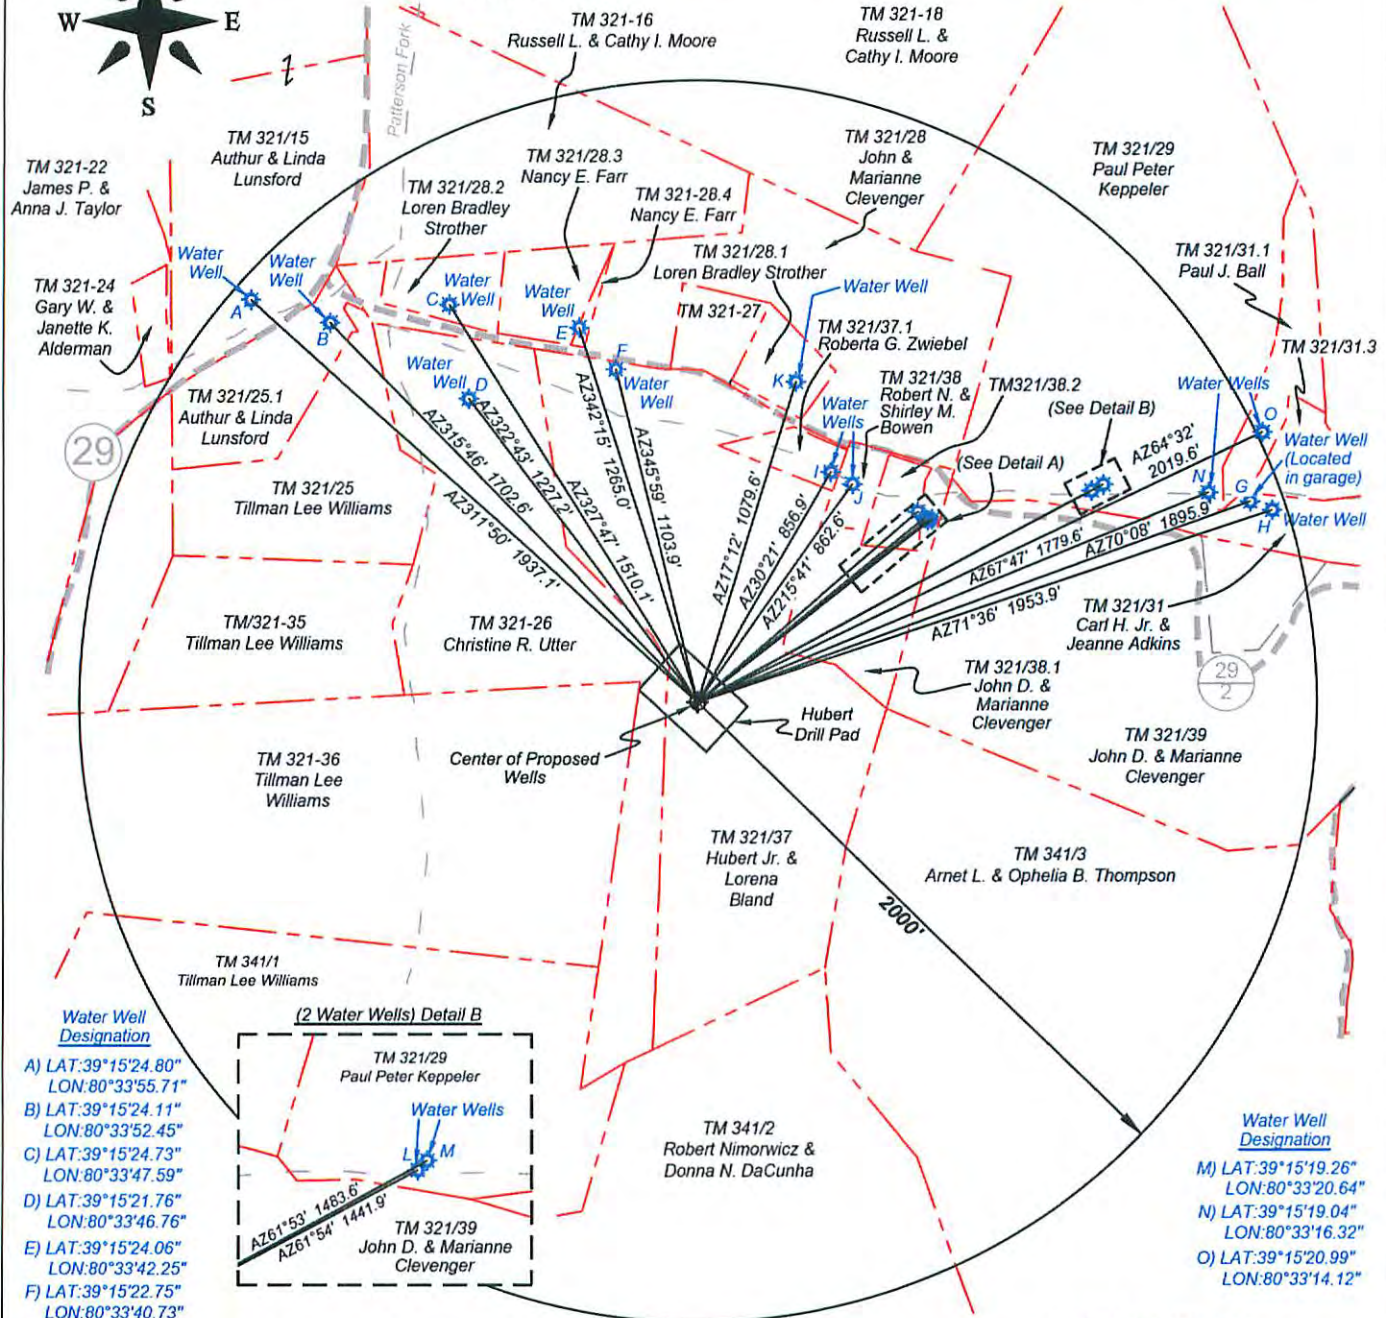 W
E
S
Patterson Fork
TM 321-16
Russell L. & Cathy I. Moore
TM 321-18
Russell L. &
Cathy I. Moore
TM 321/15
Authur & Linda
Lunsford
TM 321-22
James P. &
Anna J. Taylor
TM 321/28.3
Nancy E. Farr
TM 321/28
John &
Marianne
Clevenger
TM 321/29
Paul Peter
Keppeler
TM 321/28.2
Loren Bradley
Strother
TM 321-28.4
Nancy E. Farr
TM 321/28.1
Loren Bradley Strother
TM 321/31.1
Paul J. Ball
TM 321-24
Gary W. &
Janette K.
Alderman
Water
Well
A
Water
Well
B
Water
Well
C
Water
Well
E
TM 321-27
Water Well
K
TM 321/37.1
Roberta G. Zwiebel
TM 321/31.3
F
Water
Well
Water
Well
D
TM 321/38
Robert N. &
Shirley M.
Bowen
TM321/38.2
(See Detail B)
Water Wells
O
Water Well
(Located
in garage)
TM 321/25.1
Authur & Linda
Lunsford
29
Water
Wells
I
J
(See Detail A)
N
G
H
Water Well
TM 321/25
Tillman Lee Williams
AZ311°50' 1937.1'
AZ315°46' 1702.6'
AZ322°43' 1227.2'
AZ327°47' 1510.1'
AZ342°15' 1265.0'
AZ345°59' 1103.9'
AZ17°12' 1079.6'
AZ30°21' 856.9'
AZ215°41' 862.6'
AZ64°32'
2019.6'
AZ67°47' 1779.6'
AZ70°08' 1895.9'
AZ71°36' 1953.9'
TM/321-35
Tillman Lee Williams
TM 321-26
Christine R. Utter
TM 321/31
Carl H. Jr. &
Jeanne Adkins
TM 321/38.1
John D. &
Marianne
Clevenger
29
2
Center of Proposed
Wells
Hubert
Drill Pad
TM 321/39
John D. & Marianne
Clevenger
TM 321-36
Tillman Lee
Williams
TM 321/37
Hubert Jr. &
Lorena
Bland
TM 341/3
Arnet L. & Ophelia B. Thompson
2000'
TM 341/1
Tillman Lee Williams
Water Well
Designation
A) LAT:39°15'24.80"
LON:80°33'55.71"
B) LAT:39°15'24.11"
LON:80°33'52.45"
C) LAT:39°15'24.73"
LON:80°33'47.59"
D) LAT:39°15'21.76"
LON:80°33'46.76"
E) LAT:39°15'24.06"
LON:80°33'42.25"
F) LAT:39°15'22.75"
LON:80°33'40.73"
(2 Water Wells) Detail B
TM 321/29
Paul Peter Keppeler
Water Wells
L
M
AZ61°53' 1483.6'
AZ61°54' 1441.9'
TM 321/39
John D. & Marianne
Clevenger
TM 341/2
Robert Nimorwicz &
Donna N. DaCunha
Water Well
Designation
M) LAT:39°15'19.26"
LON:80°33'20.64"
N) LAT:39°15'19.04"
LON:80°33'16.32"
O) LAT:39°15'20.99"
LON:80°33'14.12"